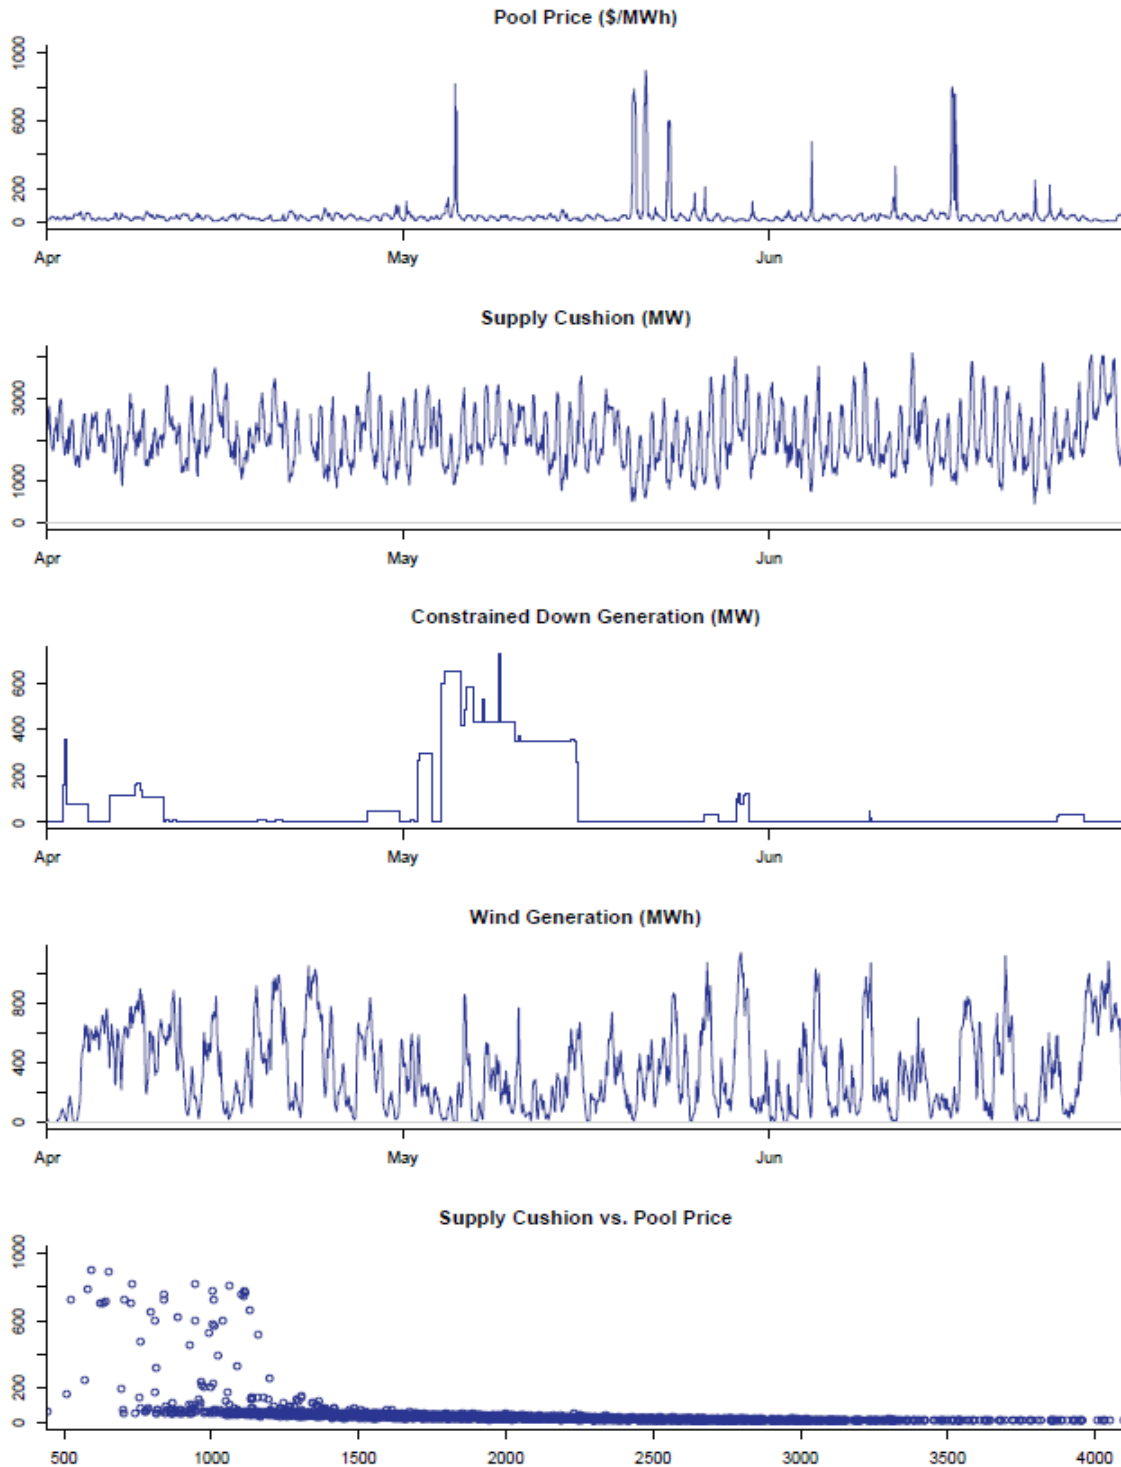 Pool Price ($/MWh)
1000
600
200
0
Apr May Jun
Supply Cushion (MW)
3000
1000
0
Apr May Jun
Constrained Down Generation (MW)
600
400
200
0
Apr May Jun
Wind Generation (MWh)
800
400
0
Apr May Jun
Supply Cushion vs. Pool Price
1000
600
200
0
500 1000 1500 2000 2500 3000 3500 4000